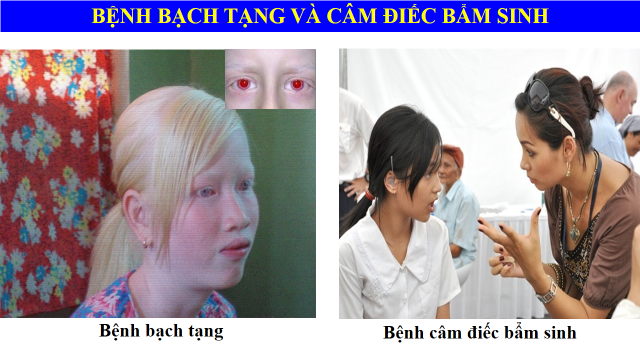 BỆNH BẠCH TẠNG VÀ CÂM ĐIẾC BẨM SINH
Bệnh bạch tạng
Bệnh câm điếc bẩm sinh